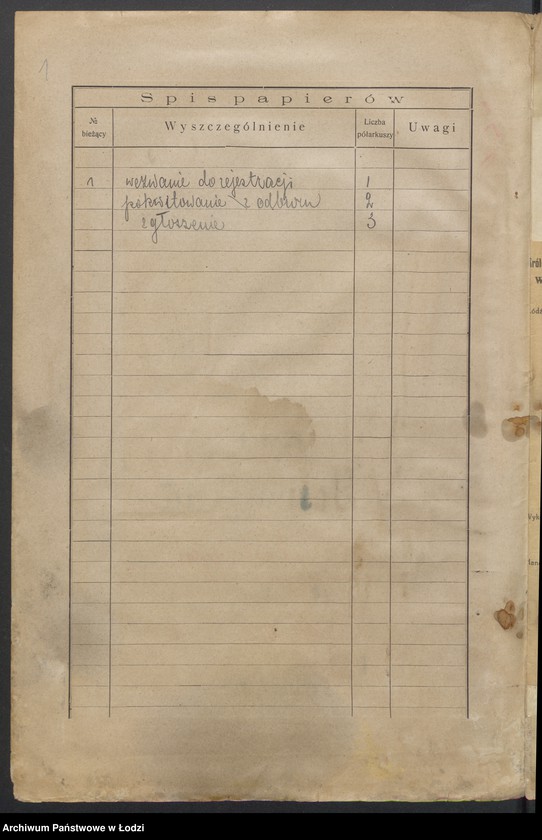 1
Spis papierów
№ bieżący Wyszczególnienie Liczba półarkuszy Uwagi
1 wezwanie do rejestracji 1
pokwitowanie z odbioru 2
zgłoszenie 3
Archiwum Państwowe w Łodzi